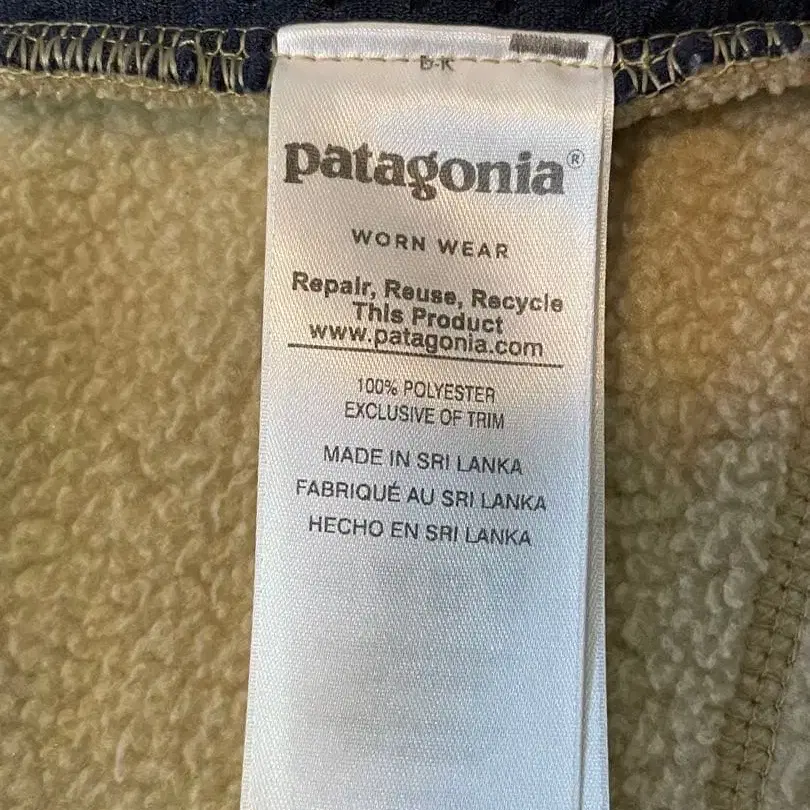 patagonia®
WORN WEAR
Repair, Reuse, Recycle
This Product
www.patagonia.com
100% POLYESTER
EXCLUSIVE OF TRIM
MADE IN SRI LANKA
FABRIQUÉ AU SRI LANKA
HECHO EN SRI LANKA